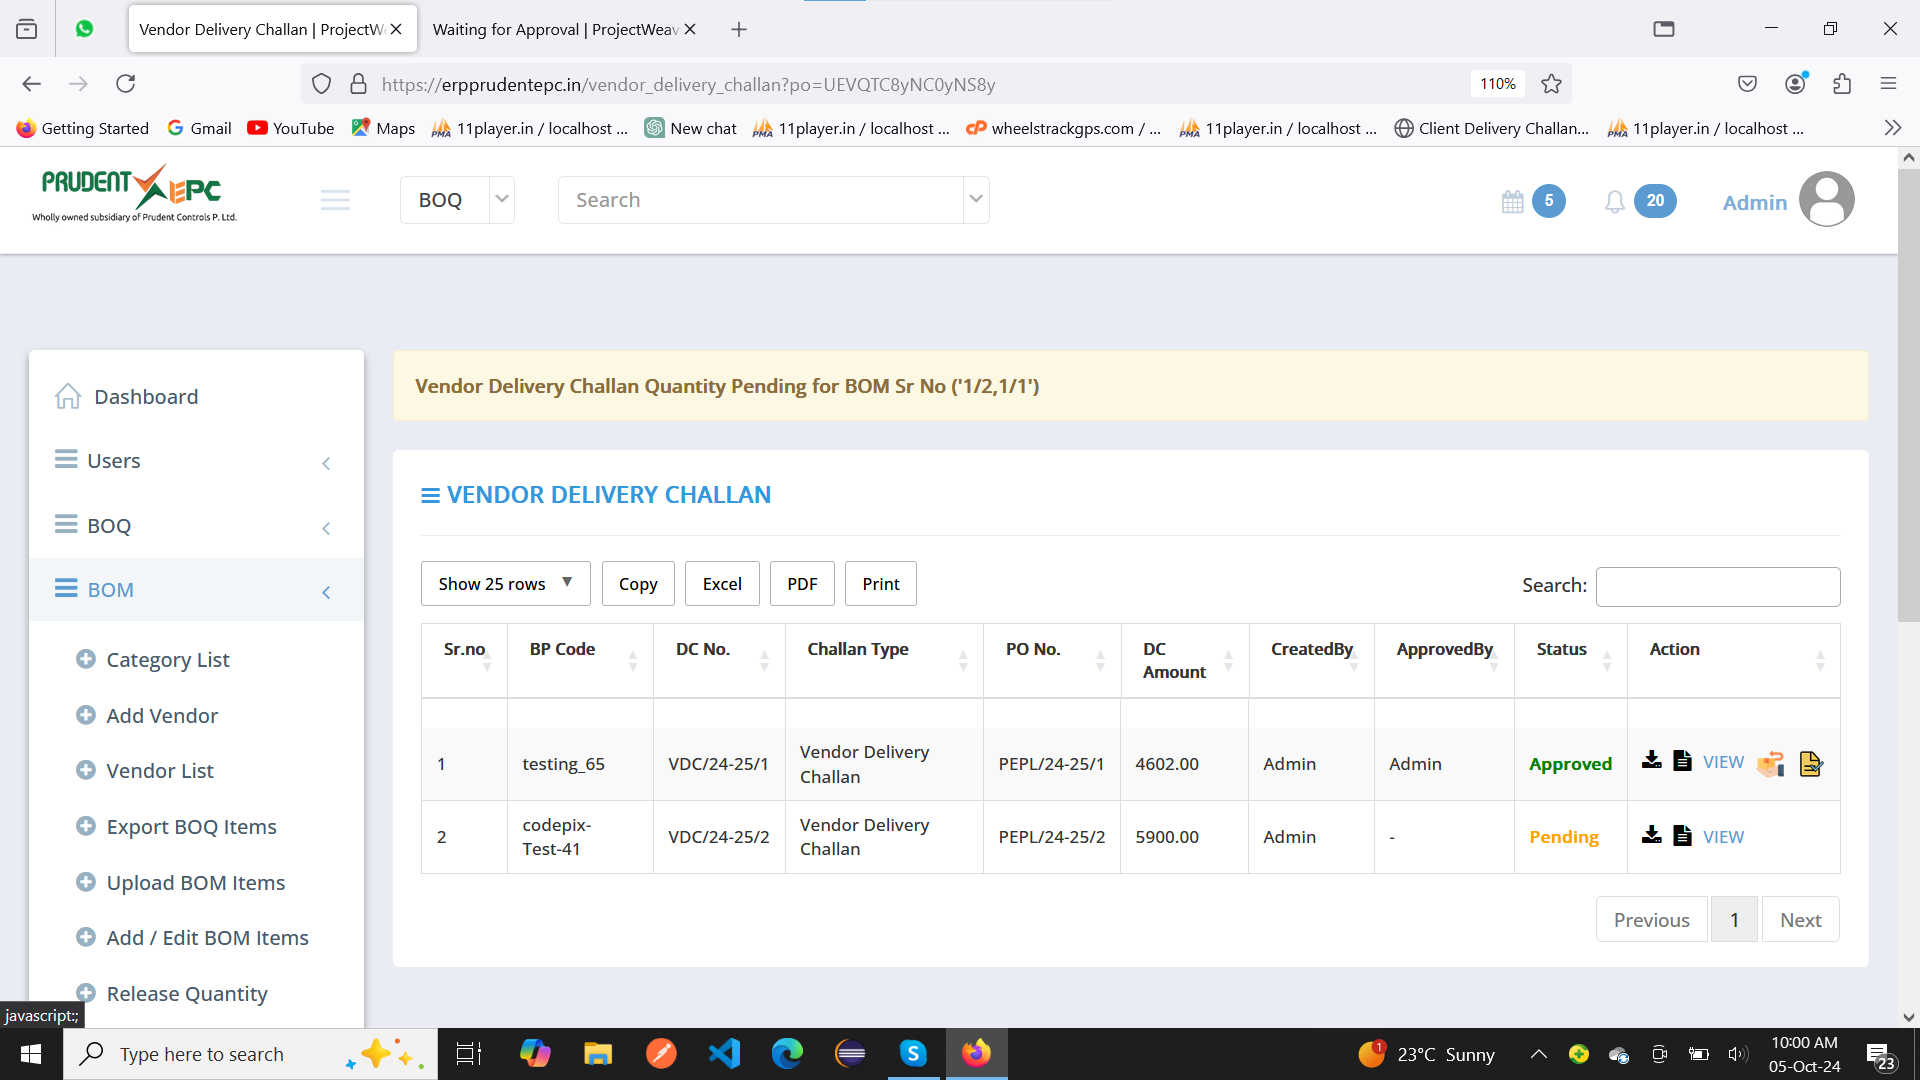 Vendor Delivery Challan | ProjectW
Waiting for Approval | ProjectWeav
https://erpprudentepc.in/vendor_delivery_challan?po=UEVQTC8yNC0yNS8y
110%
Getting Started
Gmail
YouTube
Maps
11player.in / localhost ...
New chat
11player.in / localhost ...
wheelstrackgps.com / ...
11player.in / localhost ...
Client Delivery Challan...
11player.in / localhost ...
PRUDENT EPC
Wholly owned subsidiary of Prudent Controls P. Ltd.
BOQ
Search
5
20
Admin
Dashboard
Users
BOQ
BOM
Category List
Add Vendor
Vendor List
Export BOQ Items
Upload BOM Items
Add / Edit BOM Items
Release Quantity
javascript:;
Vendor Delivery Challan Quantity Pending for BOM Sr No ('1/2,1/1')
VENDOR DELIVERY CHALLAN
Show 25 rows
Copy
Excel
PDF
Print
Search:
Sr.no
BP Code
DC No.
Challan Type
PO No.
DC
Amount
CreatedBy
ApprovedBy
Status
Action
1
testing_65
VDC/24-25/1
Vendor Delivery
Challan
PEPL/24-25/1
4602.00
Admin
Admin
Approved
VIEW
2
codepix-
Test-41
VDC/24-25/2
Vendor Delivery
Challan
PEPL/24-25/2
5900.00
Admin
-
Pending
VIEW
Previous
1
Next
Type here to search
1
23°C Sunny
10:00 AM
05-Oct-24
23